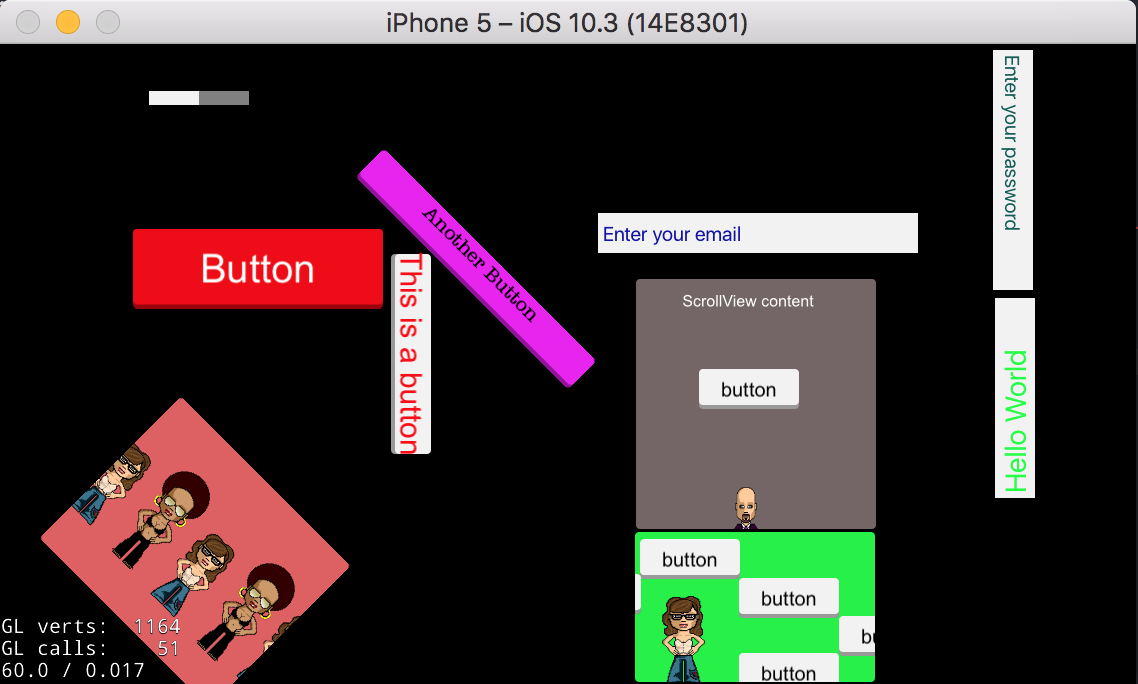 iPhone 5 – iOS 10.3 (14E8301)
Enter your password
Another Button
Enter your email
Button
This is a button
ScrollView content
button
Hello World
button
button
button
GL verts: 1164
GL calls: 51
60.0 / 0.017